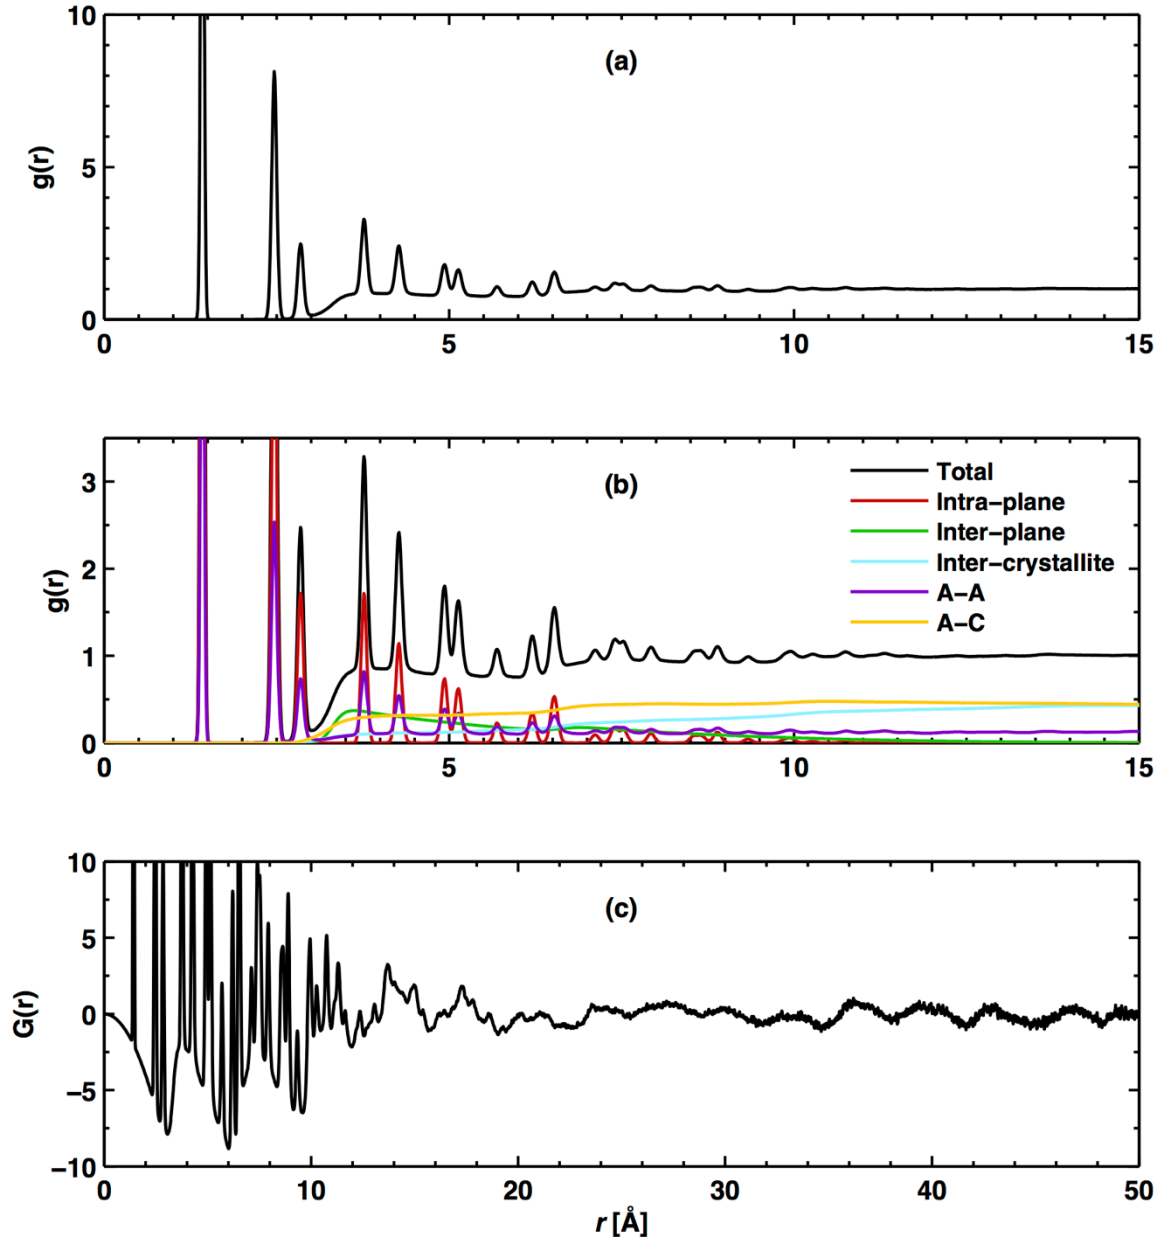 10
(a)
5
g(r)
0
0 5 10 15
(b)
3
Total
Intra–plane
2
Inter–plane
g(r)
Inter–crystallite
A–A
1
A–C
0
0 5 10 15
10
(c)
5
G(r)
0
−5
−10
0 10 20 30 40 50
r [Å]